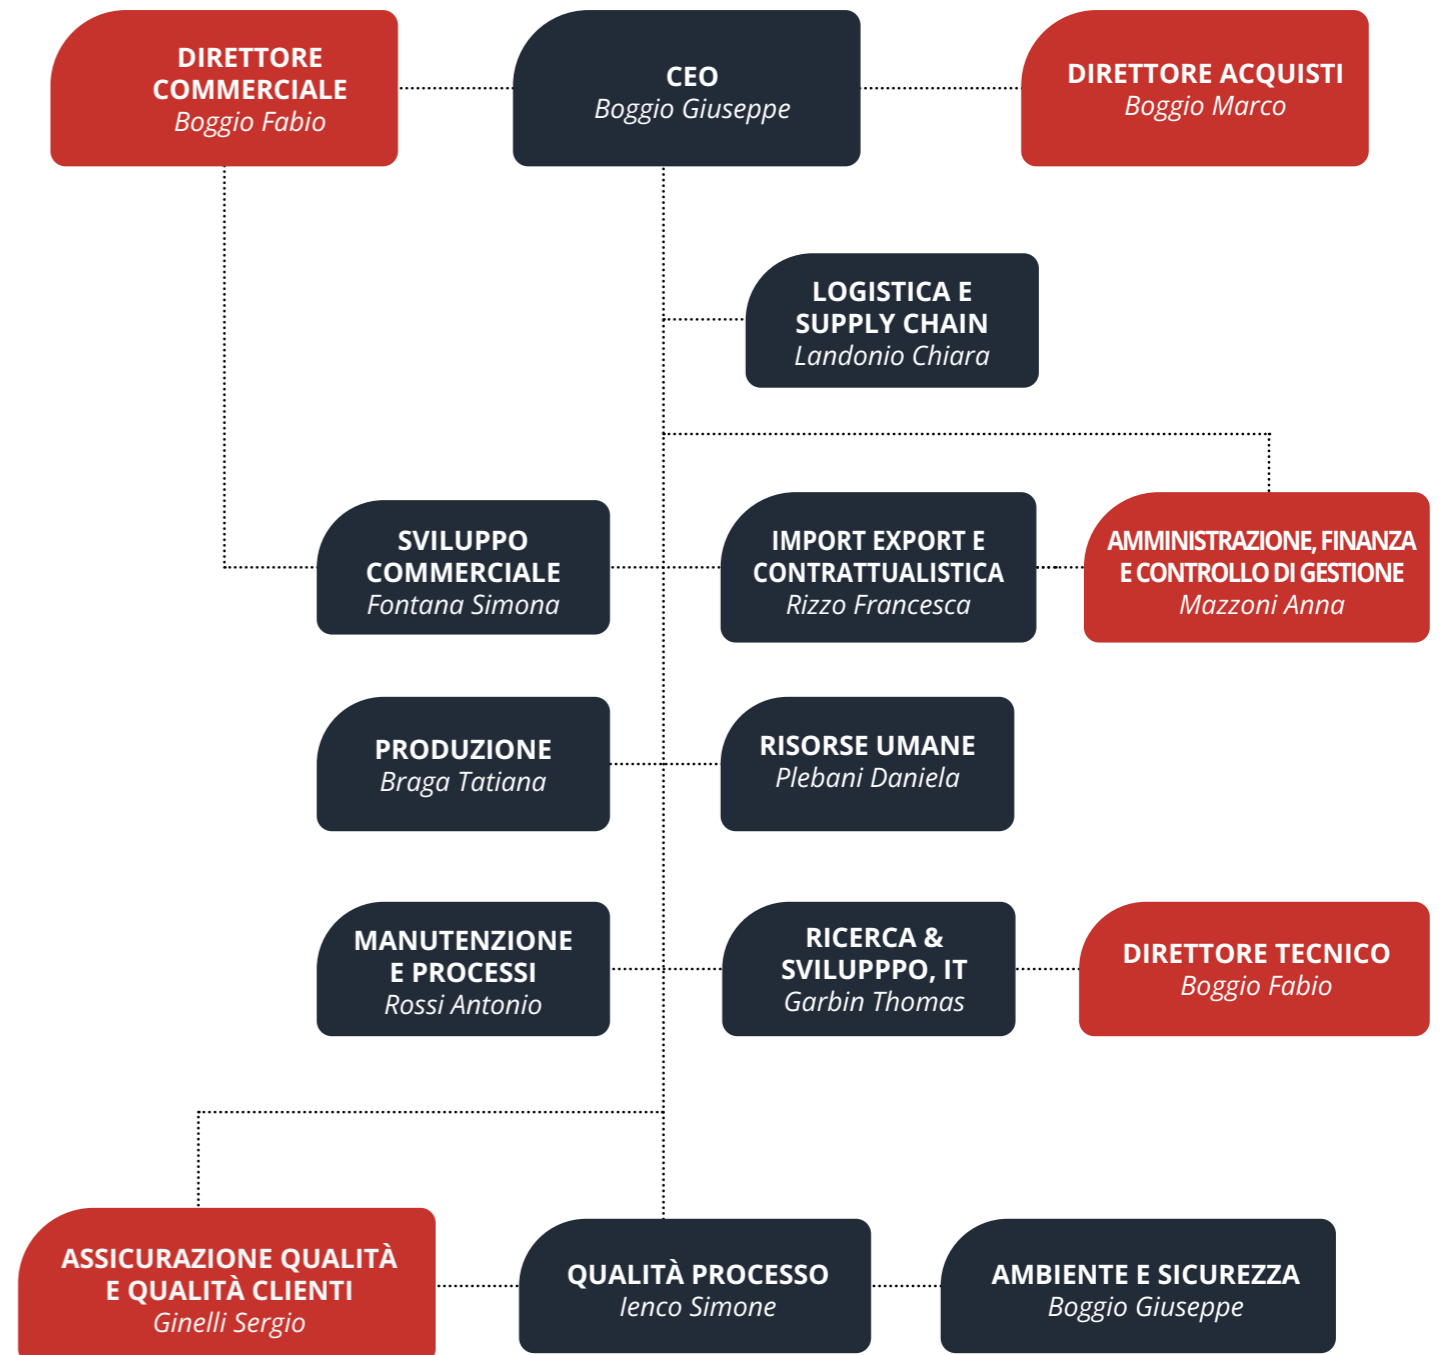 DIRETTORE
COMMERCIALE
Boggio Fabio
CEO
Boggio Giuseppe
DIRETTORE ACQUISTI
Boggio Marco
LOGISTICA E
SUPPLY CHAIN
Landonio Chiara
SVILUPPO
COMMERCIALE
Fontana Simona
IMPORT EXPORT E
CONTRATTUALISTICA
Rizzo Francesca
AMMINISTRAZIONE, FINANZA
E CONTROLLO DI GESTIONE
Mazzoni Anna
PRODUZIONE
Braga Tatiana
RISORSE UMANE
Plebani Daniela
MANUTENZIONE
E PROCESSI
Rossi Antonio
RICERCA &
SVILUPPPO, IT
Garbin Thomas
DIRETTORE TECNICO
Boggio Fabio
ASSICURAZIONE QUALITÀ
E QUALITÀ CLIENTI
Ginelli Sergio
QUALITÀ PROCESSO
Ienco Simone
AMBIENTE E SICUREZZA
Boggio Giuseppe